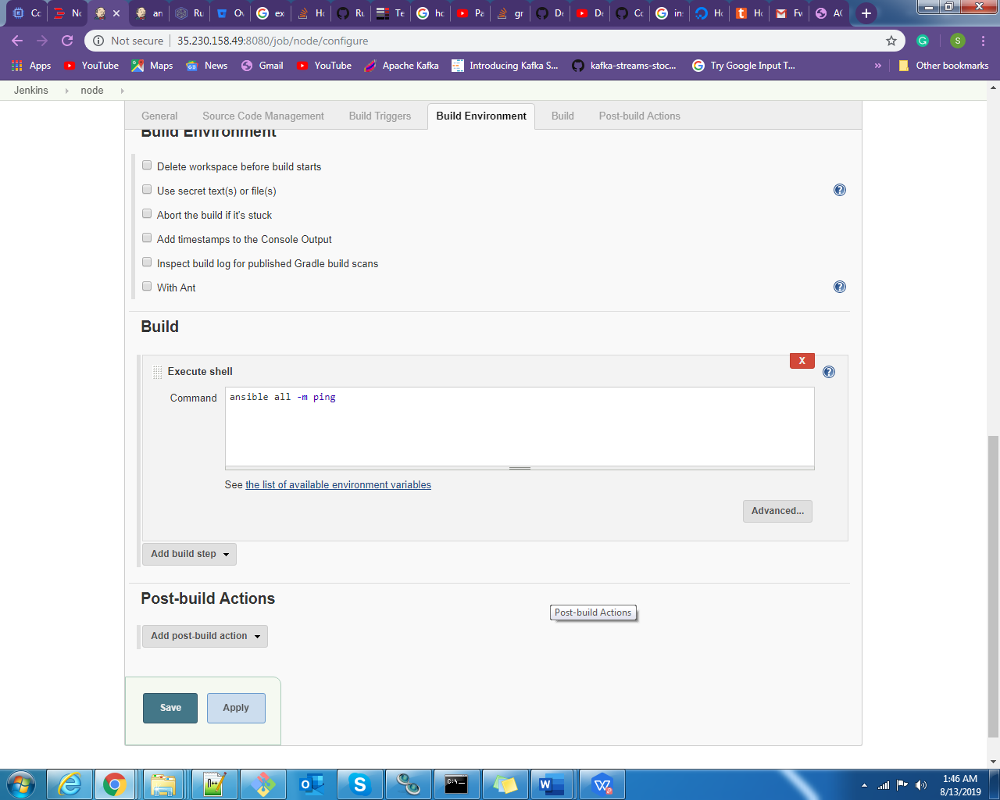 Cc
Nc
an
Ru
Ov
ex
Hc
RL
Te
hc
Pa
gr
De
De
Cc
in
Hc
Hc
Fw
AC
Not secure
35.230.158.49:8080/job/node/configure
S
Apps
YouTube
Maps
News
Gmail
YouTube
Apache Kafka
Introducing Kafka S...
kafka-streams-stoc...
Try Google Input T...
»
Other bookmarks
Jenkins
node
General
Source Code Management
Build Triggers
Build Environment
Build
Post-build Actions
Build Environment
Delete workspace before build starts
Use secret text(s) or file(s)
Abort the build if it's stuck
Add timestamps to the Console Output
Inspect build log for published Gradle build scans
With Ant
Build
X
Execute shell
Command
ansible all -m ping
See the list of available environment variables
Advanced...
Add build step
Post-build Actions
Post-build Actions
Add post-build action
Save
Apply
1:46 AM
8/13/2019